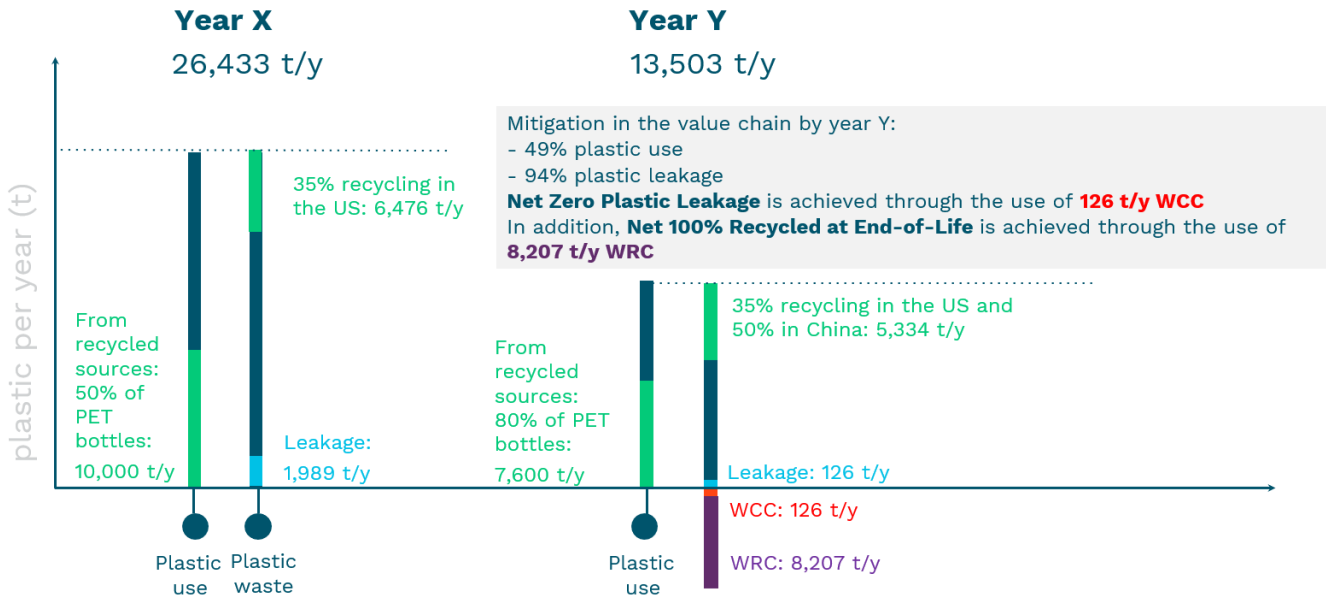 Year X
26,433 t/y
Year Y
13,503 t/y
plastic per year (t)
Mitigation in the value chain by year Y:
- 49% plastic use
- 94% plastic leakage
Net Zero Plastic Leakage is achieved through the use of 126 t/y WCC
In addition, Net 100% Recycled at End-of-Life is achieved through the use of
8,207 t/y WRC
35% recycling in
the US: 6,476 t/y
From
recycled
sources:
50% of
PET
bottles:
10,000 t/y
Leakage:
1,989 t/y
35% recycling in the US and
50% in China: 5,334 t/y
From
recycled
sources:
80% of PET
bottles:
7,600 t/y
Leakage: 126 t/y
WCC: 126 t/y
WRC: 8,207 t/y
Plastic
use
Plastic
waste
Plastic
use